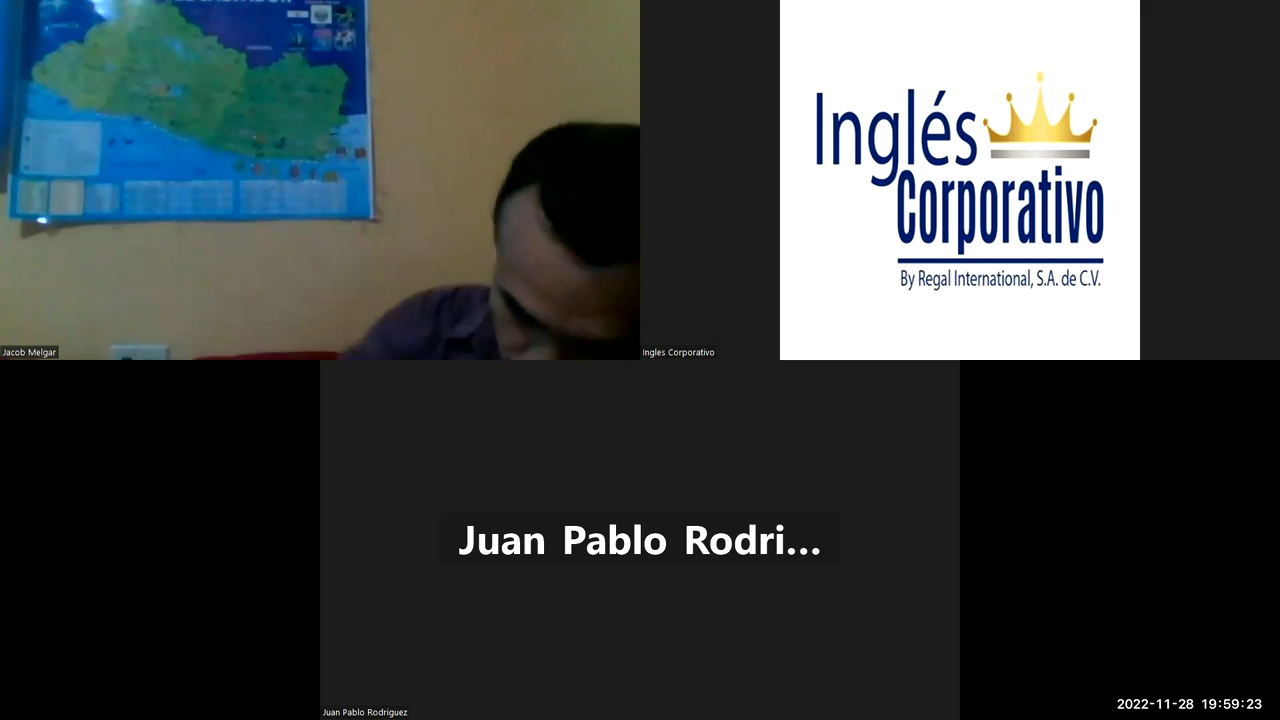 Jacob Melgar
Inglés
Corporativo
By Regal International, S.A. de C.V.
Ingles Corporativo
Juan Pablo Rodri...
Juan Pablo Rodriguez
2022-11-28 19:59:23